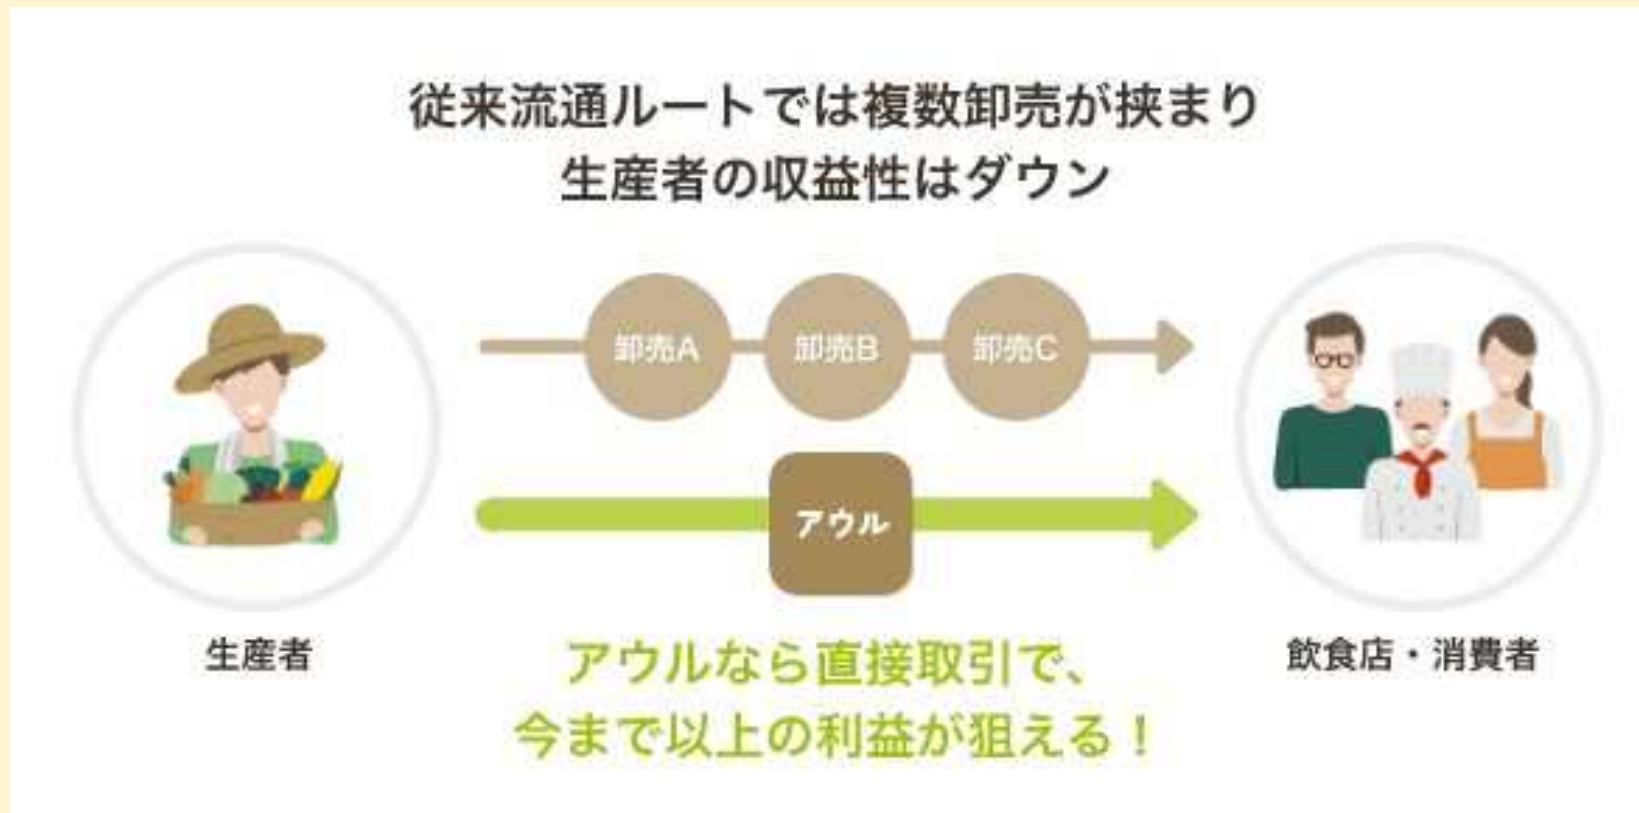 従来流通ルートでは複数卸売が挟まり
生産者の収益性はダウン
卸売A
卸売B
卸売C
アウル
生産者
飲食店・消費者
アウルなら直接取引で、
今まで以上の利益が狙える！